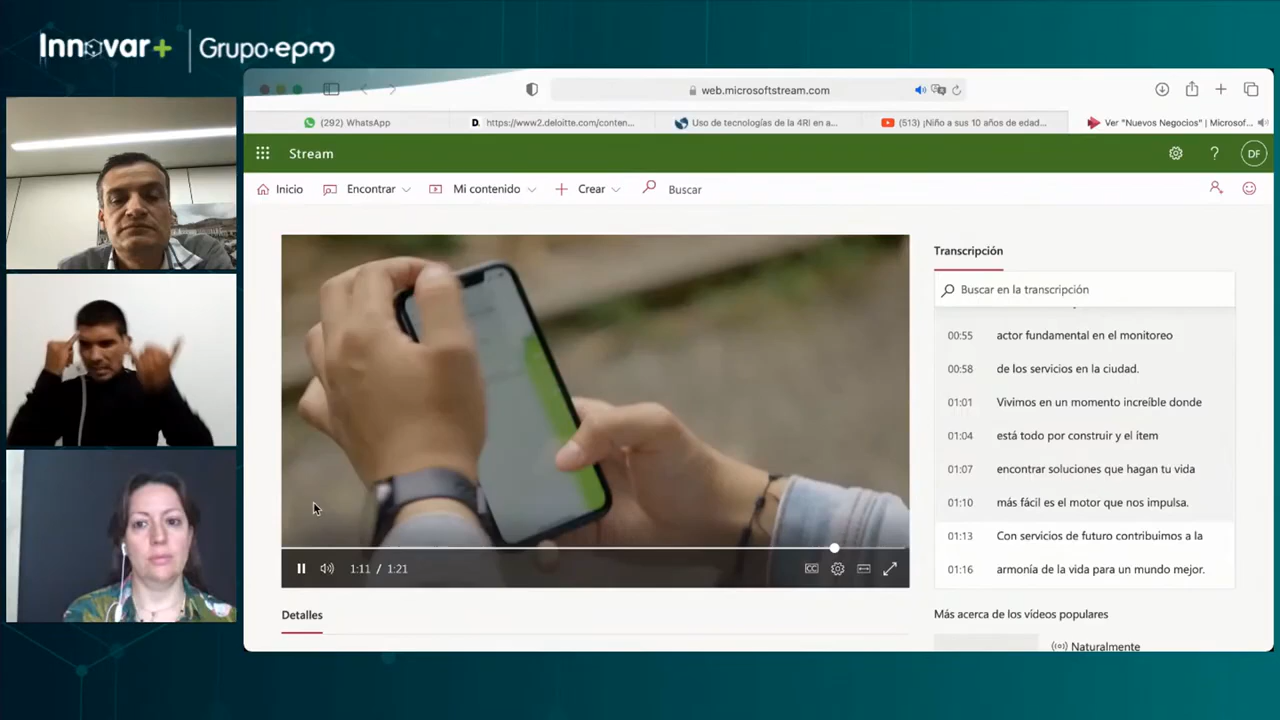 Innovar+ Grupo·epm
web.microsoftstream.com
(292) WhatsApp
D. https://www2.deloitte.com/conten...
Uso de tecnologías de la 4RI en a...
(513) ¡Niño a sus 10 años de edad...
Ver "Nuevos Negocios" | Microsof...
Stream
? DF
Inicio Encontrar Mi contenido Crear Buscar
Transcripción
Buscar en la transcripción
00:55 actor fundamental en el monitoreo
00:58 de los servicios en la ciudad.
01:01 Vivimos en un momento increíble donde
01:04 está todo por construir y el ítem
01:07 encontrar soluciones que hagan tu vida
01:10 más fácil es el motor que nos impulsa.
01:13 Con servicios de futuro contribuimos a la
01:16 armonía de la vida para un mundo mejor.
1:11 / 1:21
CC
Detalles
Más acerca de los vídeos populares
Naturalmente